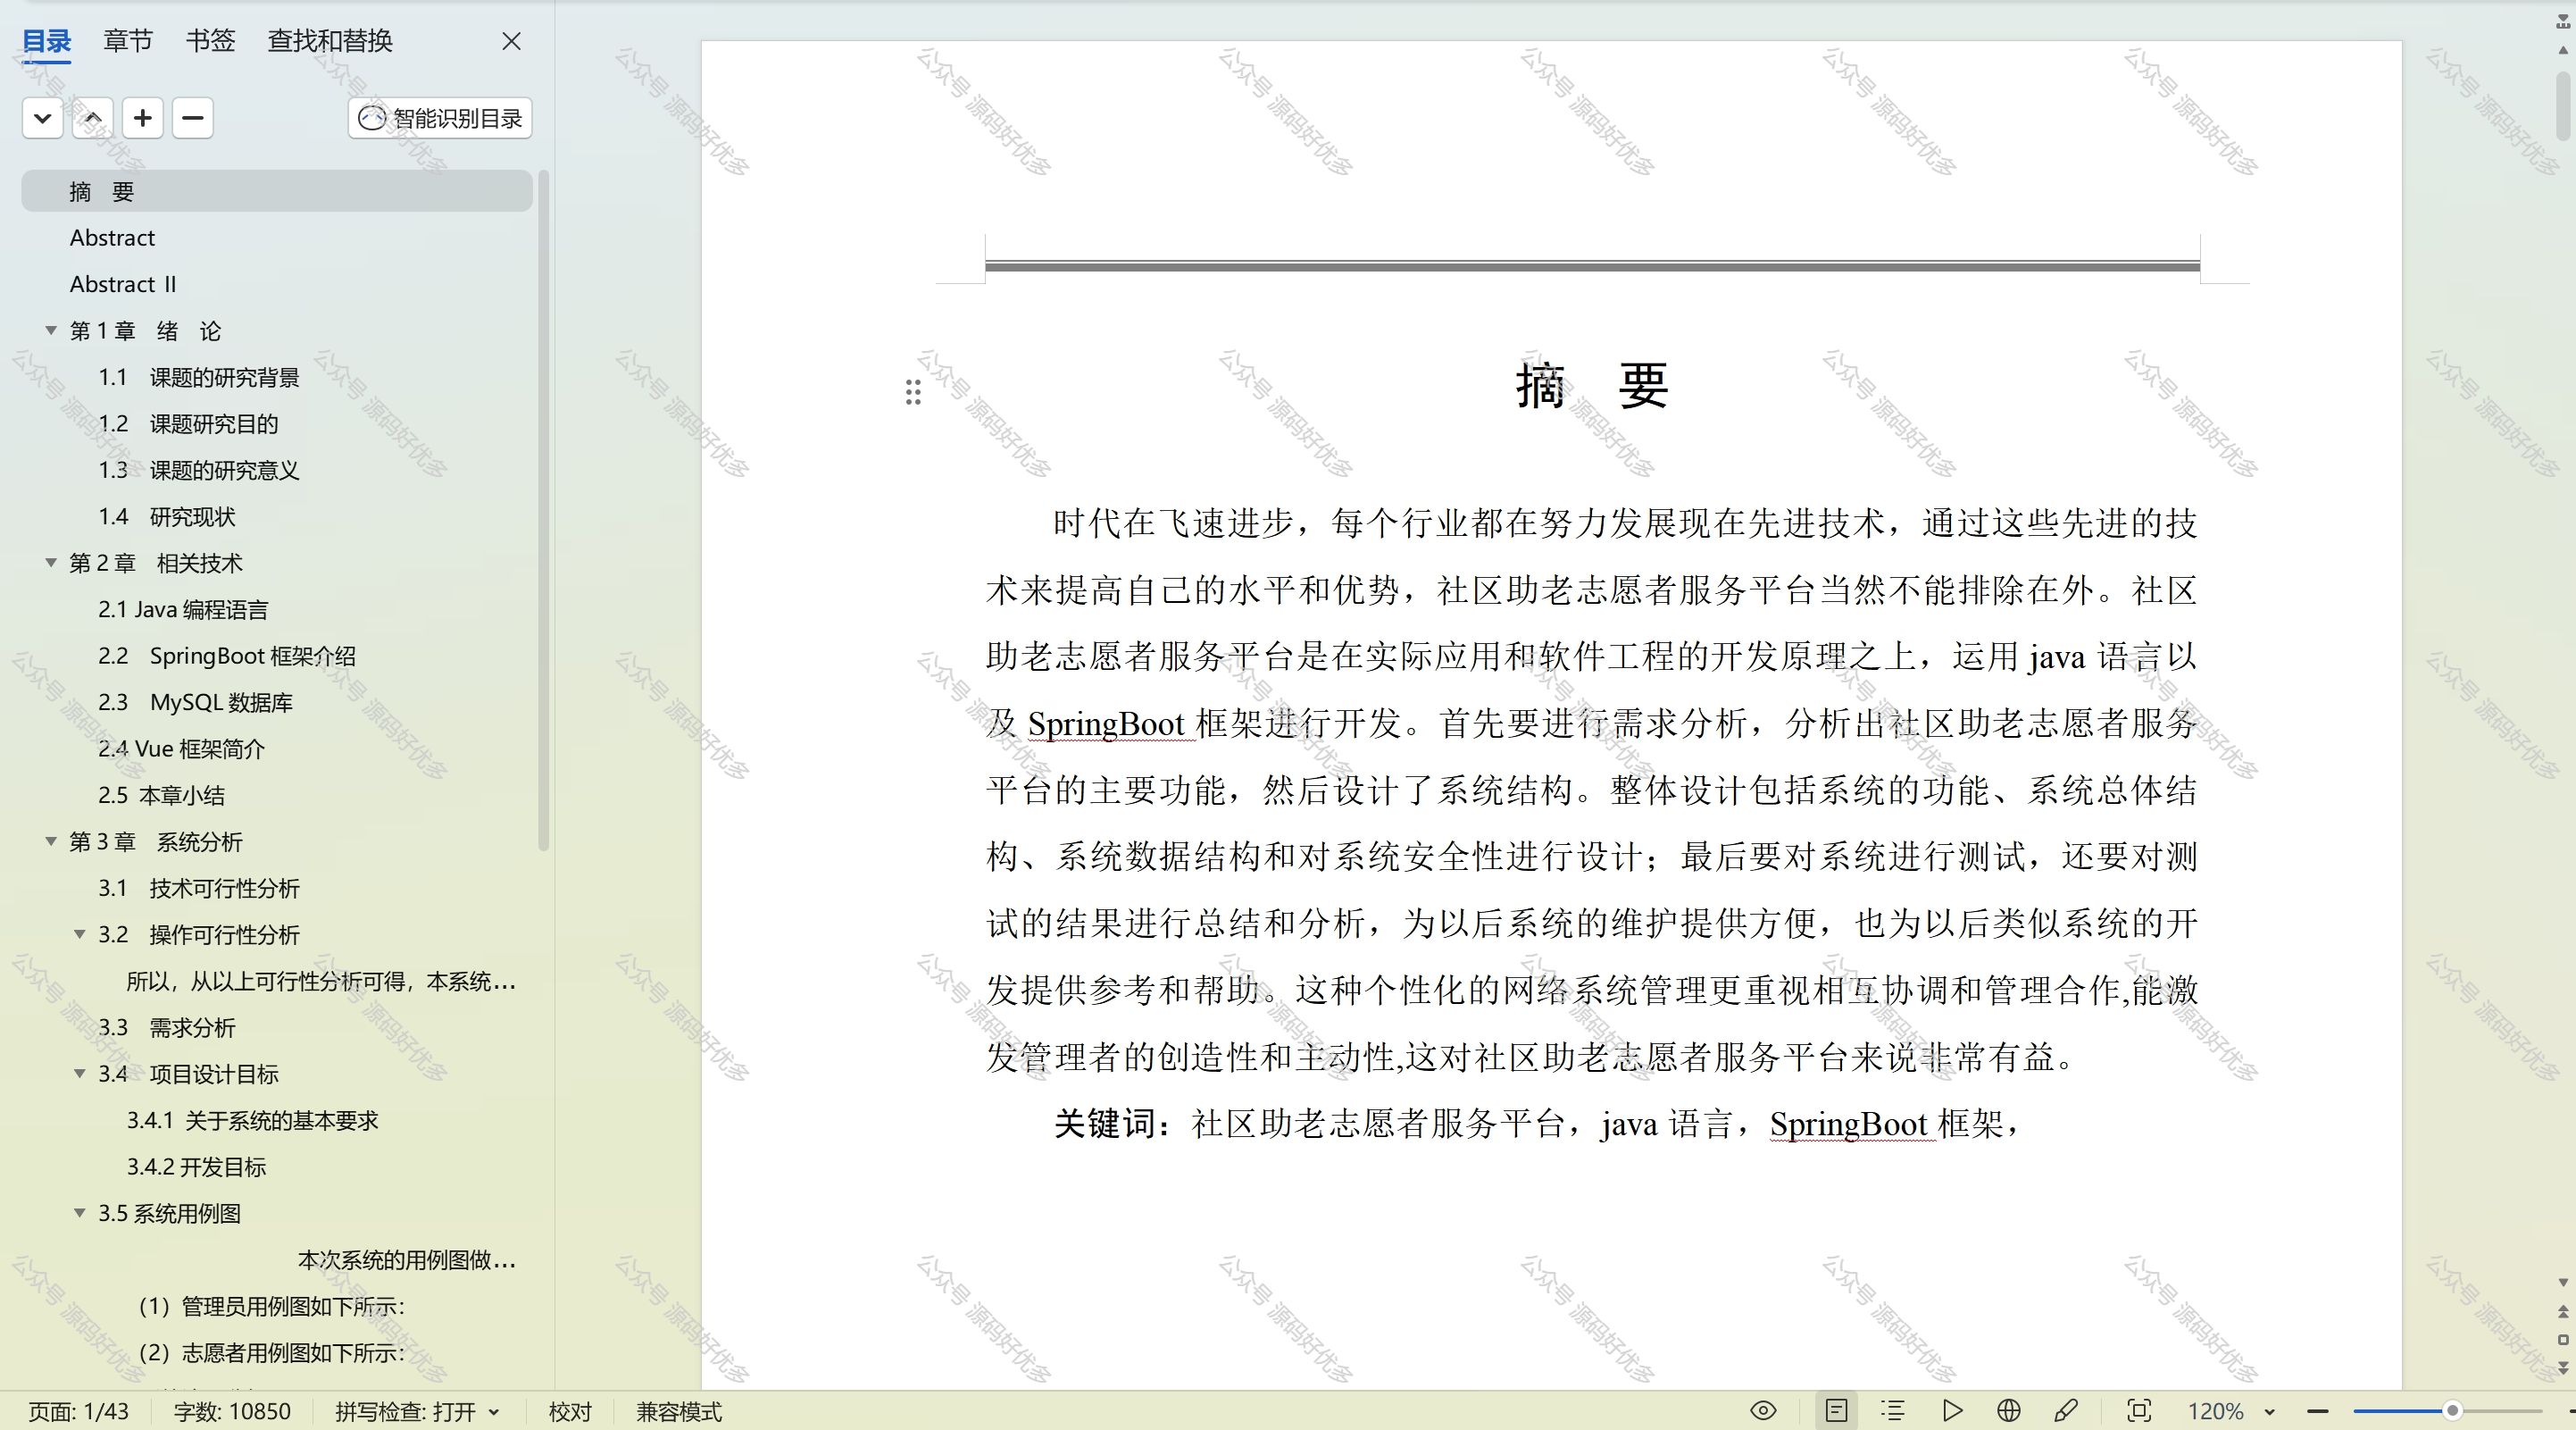 目录 章节 书签 查找和替换
智能识别目录
摘 要
Abstract
Abstract II
第 1 章 绪 论
1.1 课题的研究背景
1.2 课题研究目的
1.3 课题的研究意义
1.4 研究现状
第 2 章 相关技术
2.1 Java 编程语言
2.2 SpringBoot 框架介绍
2.3 MySQL 数据库
2.4 Vue 框架简介
2.5 本章小结
第 3 章 系统分析
3.1 技术可行性分析
3.2 操作可行性分析
所以，从以上可行性分析可得，本系统...
3.3 需求分析
3.4 项目设计目标
3.4.1 关于系统的基本要求
3.4.2 开发目标
3.5 系统用例图
本次系统的用例图做...
（1）管理员用例图如下所示：
（2）志愿者用例图如下所示：
摘 要
时代在飞速进步，每个行业都在努力发展现在先进技术，通过这些先进的技
术来提高自己的水平和优势，社区助老志愿者服务平台当然不能排除在外。社区
助老志愿者服务平台是在实际应用和软件工程的开发原理之上，运用 java 语言以
及 SpringBoot 框架进行开发。首先要进行需求分析，分析出社区助老志愿者服务
平台的主要功能，然后设计了系统结构。整体设计包括系统的功能、系统总体结
构、系统数据结构和对系统安全性进行设计；最后要对系统进行测试，还要对测
试的结果进行总结和分析，为以后系统的维护提供方便，也为以后类似系统的开
发提供参考和帮助。这种个性化的网络系统管理更重视相互协调和管理合作,能激
发管理者的创造性和主动性,这对社区助老志愿者服务平台来说非常有益。
关键词：社区助老志愿者服务平台，java 语言，SpringBoot 框架，
页面: 1/43 字数: 10850 拼写检查: 打开 校对 兼容模式 120%
公众号 源码好优多